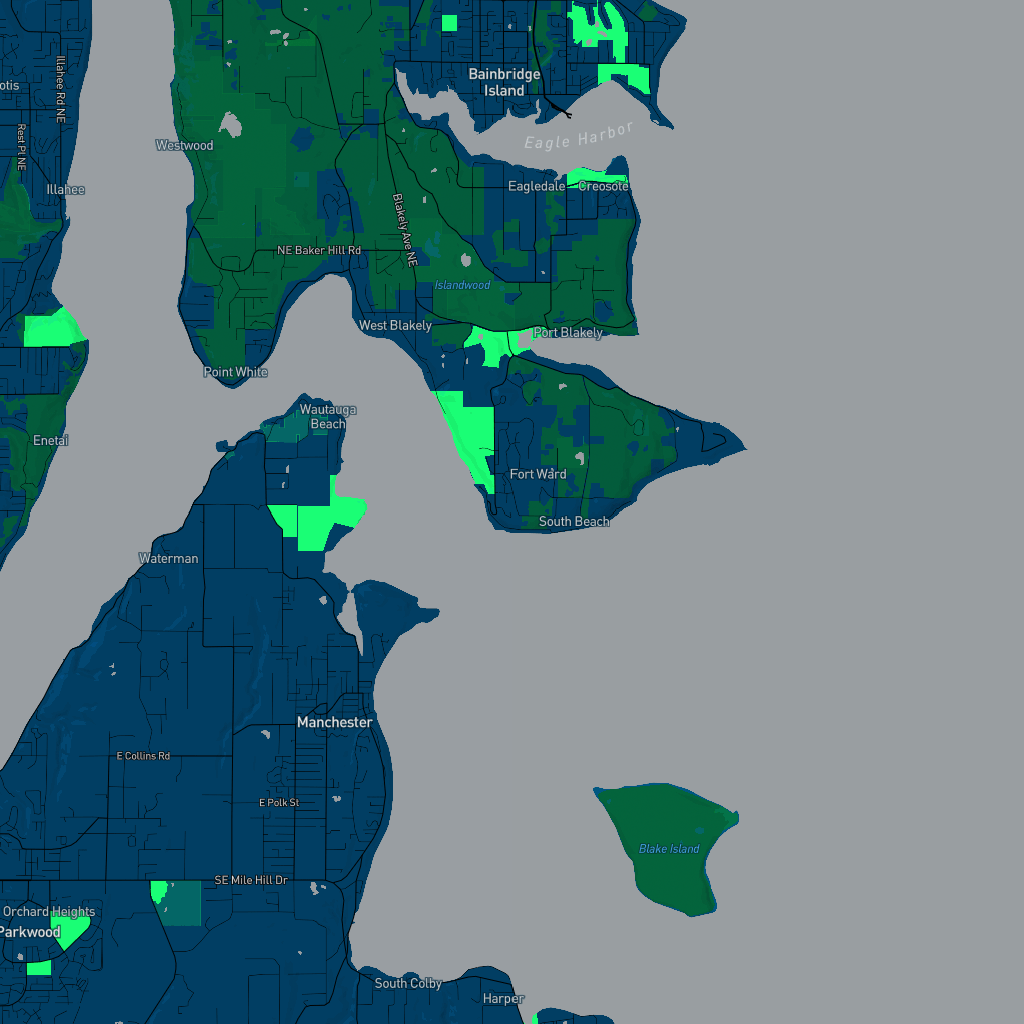 Illahee Rd NE
otis
Bainbridge
Island
Rest Pl NE
Eagle Harbor
Westwood
Illahee
Eagledale
Creosote
Blakely Ave NE
NE Baker Hill Rd
Islandwood
West Blakely
Port Blakely
Point White
Wautauga
Beach
Enetai
Fort Ward
South Beach
Waterman
Manchester
E Collins Rd
E Polk St
Blake Island
SE Mile Hill Dr
Orchard Heights
Parkwood
South Colby
Harper